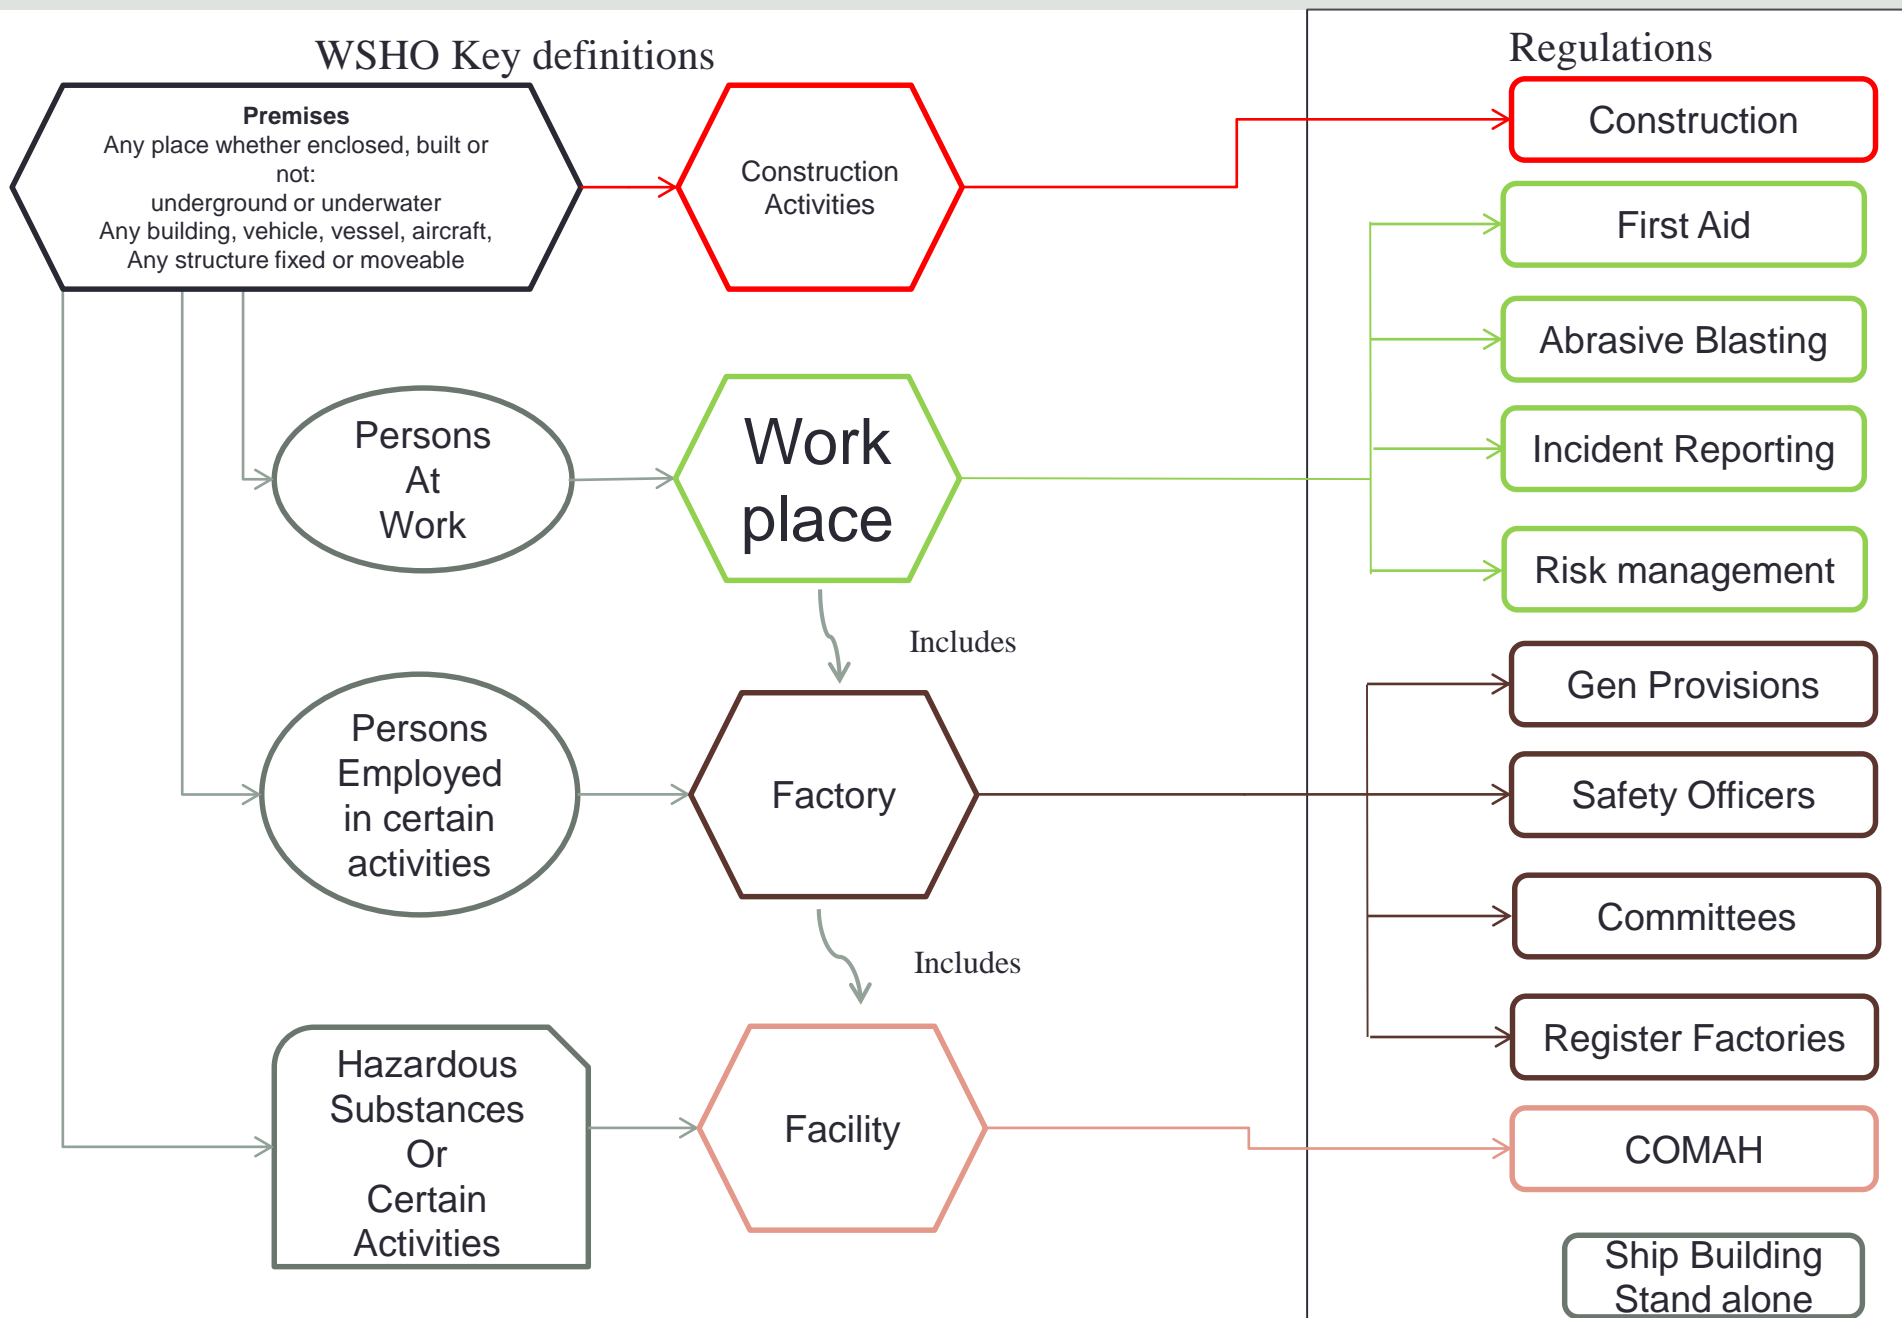 WSHO Key definitions
Premises
Any place whether enclosed, built or
not:
underground or underwater
Any building, vehicle, vessel, aircraft,
Any structure fixed or moveable
Construction
Activities
Persons
At
Work
Work
place
Includes
Persons
Employed
in certain
activities
Factory
Includes
Hazardous
Substances
Or
Certain
Activities
Facility
Regulations
Construction
First Aid
Abrasive Blasting
Incident Reporting
Risk management
Gen Provisions
Safety Officers
Committees
Register Factories
COMAH
Ship Building
Stand alone